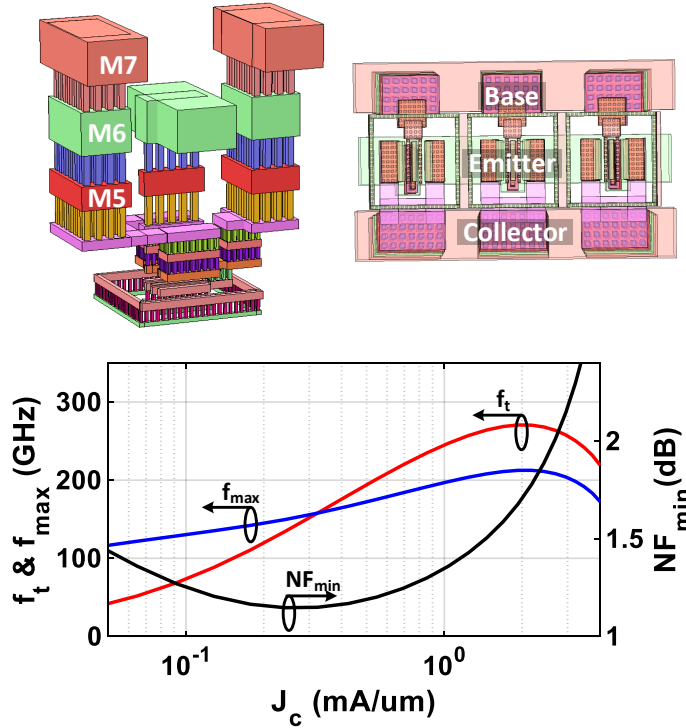 M7
M6
M5
Base
Emitter
Collector
f_t & f_max (GHz)
300
200
100
0
f_t
f_max
NF_min
2
1.5
1
NF_min(dB)
10^-1
10^0
J_c (mA/um)